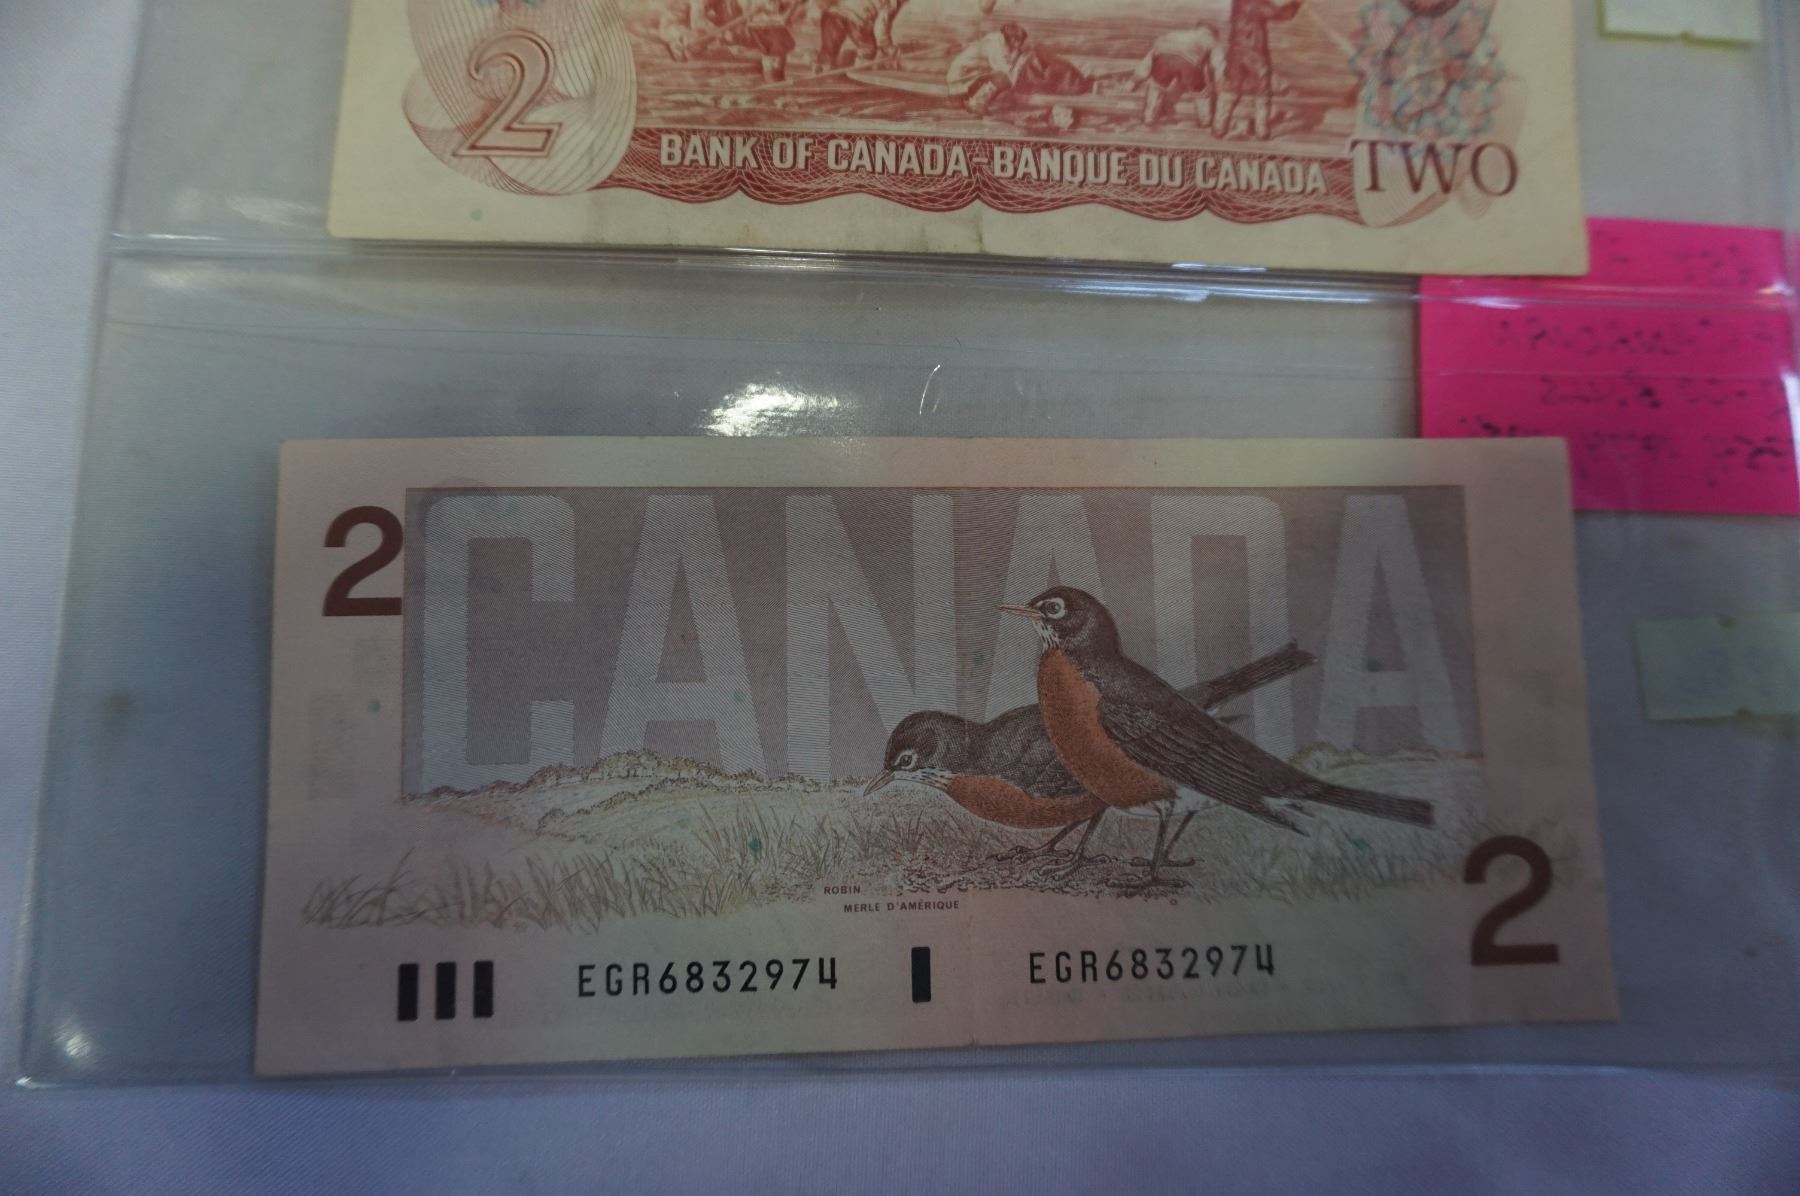 2
BANK OF CANADA-BANQUE DU CANADA
TWO
2
CANADA
ROBIN
MERLE D'AMÉRIQUE
2
EGR6832974
EGR6832974